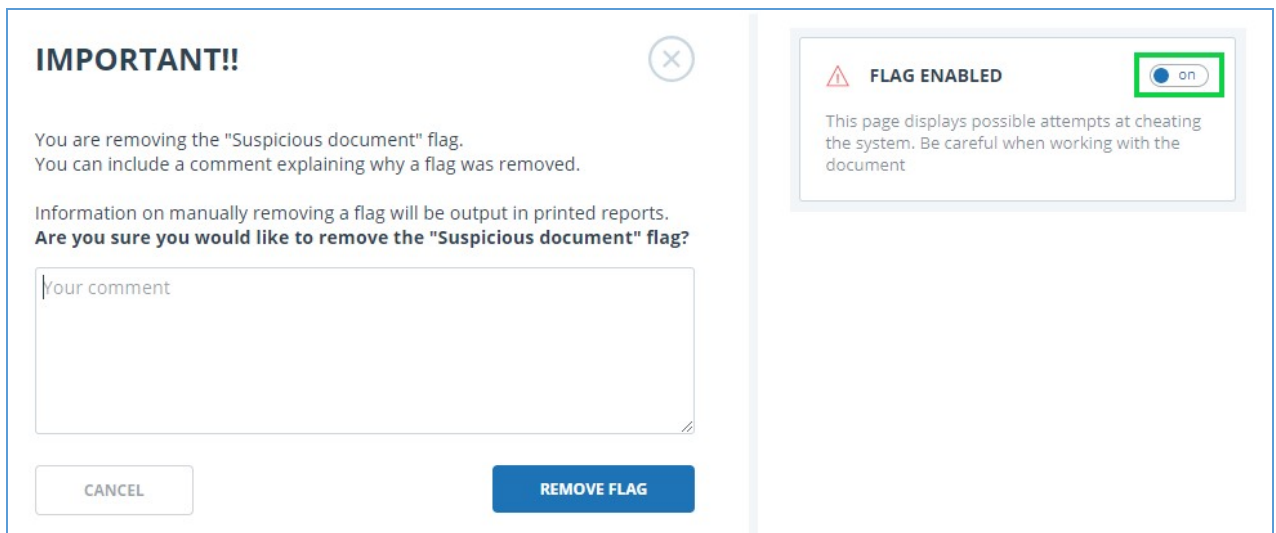 IMPORTANT!!
You are removing the "Suspicious document" flag.
You can include a comment explaining why a flag was removed.
Information on manually removing a flag will be output in printed reports.
Are you sure you would like to remove the "Suspicious document" flag?
Your comment
CANCEL
REMOVE FLAG
FLAG ENABLED
on
This page displays possible attempts at cheating
the system. Be careful when working with the
document